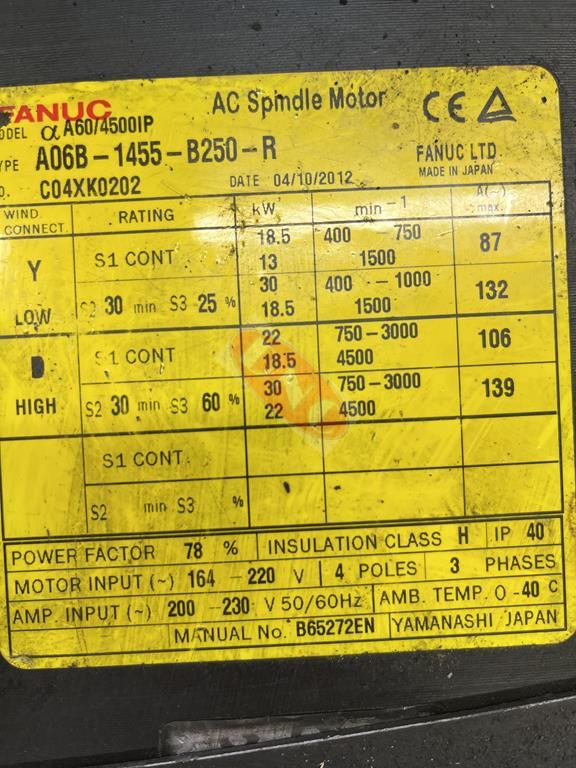 FANUC AC Spindle Motor CE
MODEL αA60/4500IP
TYPE A06B-1455-B250-R FANUC LTD
NO. C04XK0202 DATE 04/10/2012 MADE IN JAPAN
WIND. CONNECT. RATING kW min-1 A(~) max.
Y S1 CONT 18.5 400 - 750 87
13 1500
LOW S2 30 min S3 25 % 30 400 - 1000 132
18.5 1500
D S1 CONT 22 750-3000 106
18.5 4500
HIGH S2 30 min S3 60 % 30 750-3000 139
22 4500
S1 CONT.
S2 min S3 %
POWER FACTOR 78 % INSULATION CLASS H IP 40
MOTOR INPUT (~) 164 - 220 V 4 POLES 3 PHASES
AMP. INPUT (~) 200 - 230 V 50/60Hz AMB. TEMP. 0 -40 C
MANUAL No. B65272EN YAMANASHI JAPAN